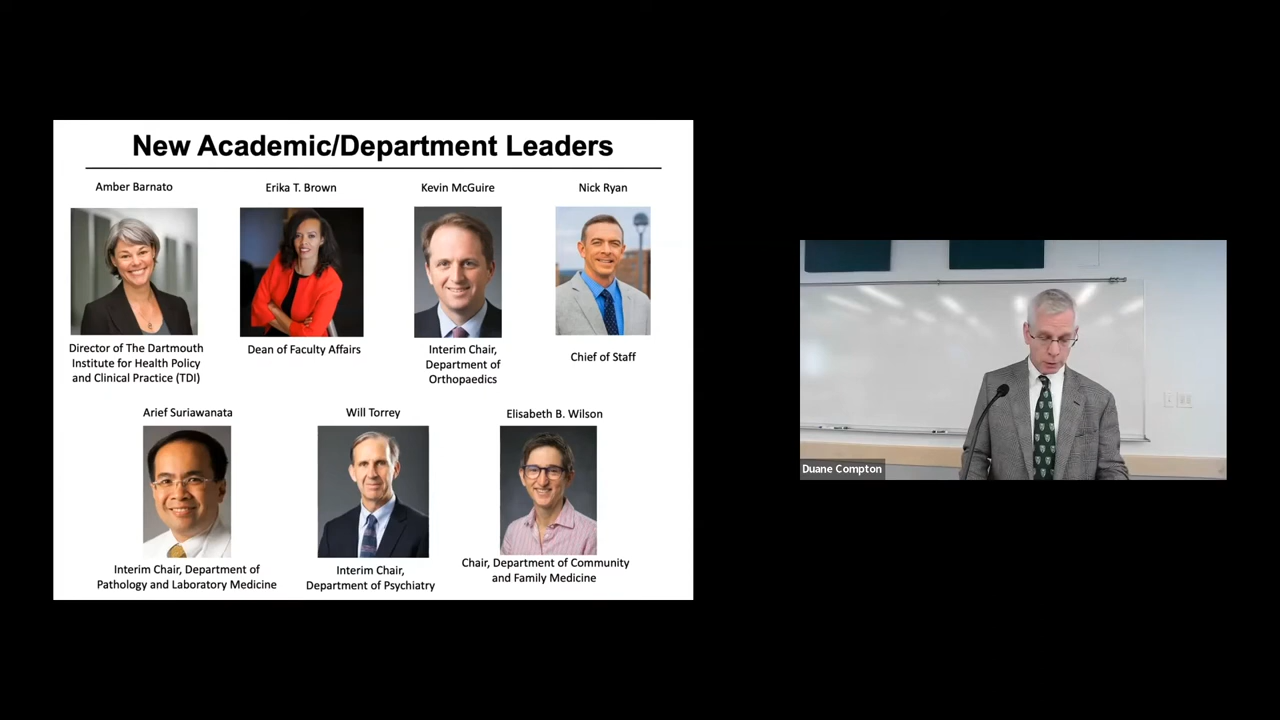 New Academic/Department Leaders
Amber Barnato
Erika T. Brown
Kevin McGuire
Nick Ryan
Director of The Dartmouth
Institute for Health Policy
and Clinical Practice (TDI)
Dean of Faculty Affairs
Interim Chair,
Department of
Orthopaedics
Chief of Staff
Arief Suriawanata
Will Torrey
Elisabeth B. Wilson
Interim Chair, Department of
Pathology and Laboratory Medicine
Interim Chair,
Department of Psychiatry
Chair, Department of Community
and Family Medicine
Duane Compton